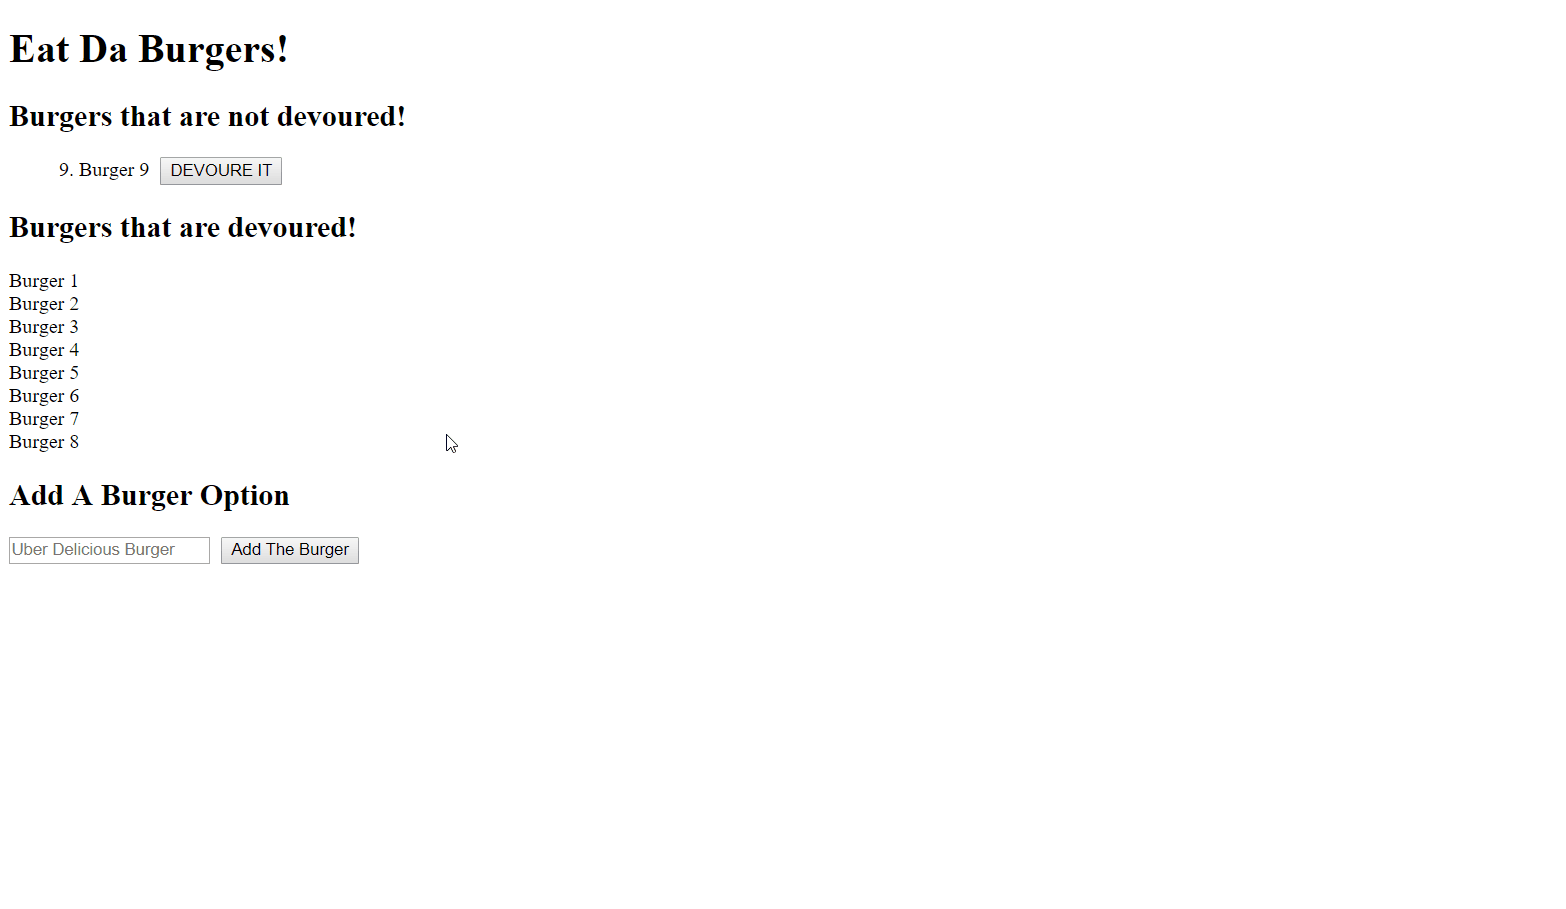 Eat Da Burgers!
Burgers that are not devoured!
9. Burger 9 DEVOURE IT
Burgers that are devoured!
Burger 1
Burger 2
Burger 3
Burger 4
Burger 5
Burger 6
Burger 7
Burger 8
Add A Burger Option
Uber Delicious Burger Add The Burger